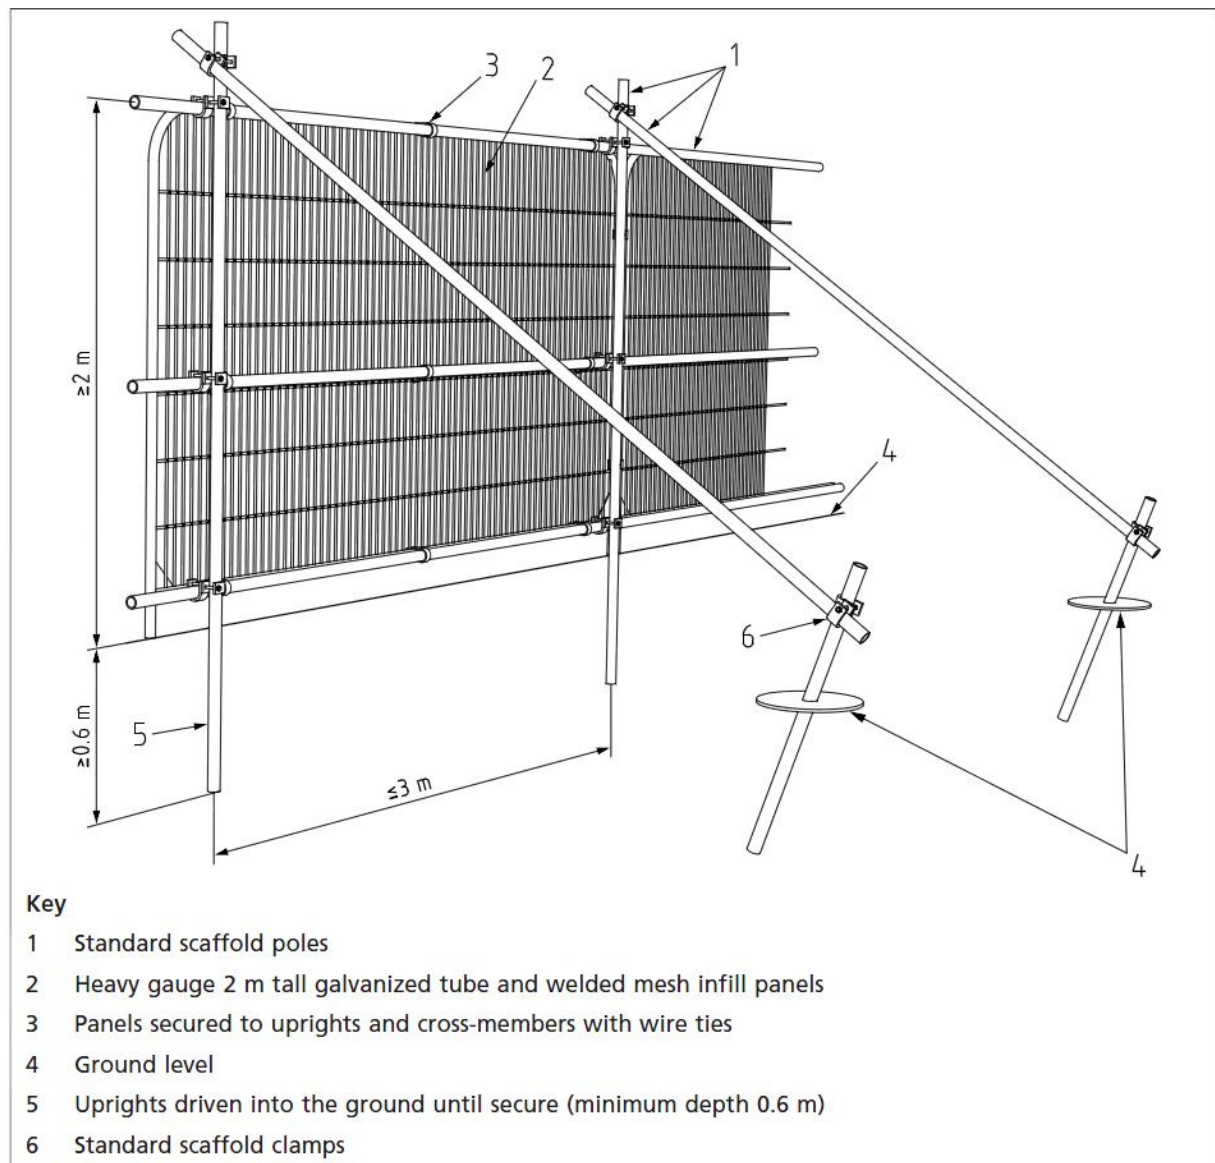 1
3
2
≥2 m
4
6
≥0.6 m
5
≤3 m
4
Key
1 Standard scaffold poles
2 Heavy gauge 2 m tall galvanized tube and welded mesh infill panels
3 Panels secured to uprights and cross-members with wire ties
4 Ground level
5 Uprights driven into the ground until secure (minimum depth 0.6 m)
6 Standard scaffold clamps